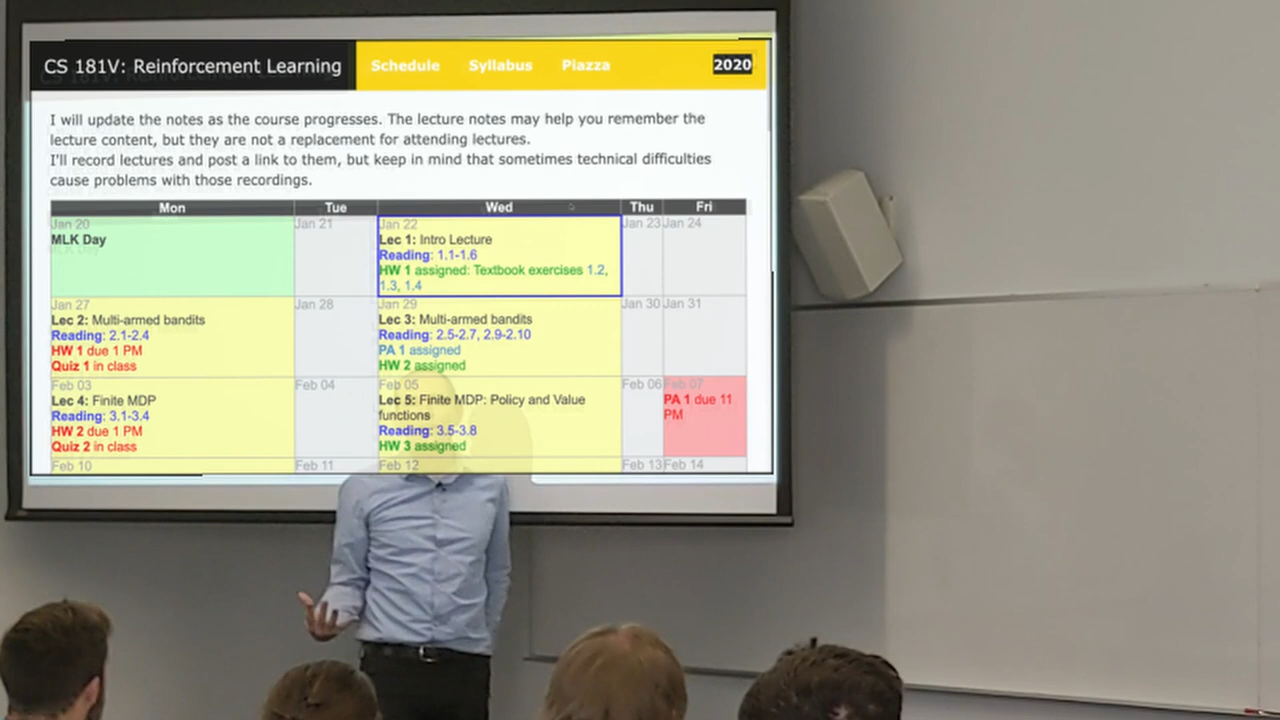 CS 181V: Reinforcement Learning Schedule Syllabus Piazza 2020
I will update the notes as the course progresses. The lecture notes may help you remember the
lecture content, but they are not a replacement for attending lectures.
I'll record lectures and post a link to them, but keep in mind that sometimes technical difficulties
cause problems with those recordings.
Mon Tue Wed Thu Fri
Jan 20 Jan 21 Jan 22 Jan 23 Jan 24
MLK Day
Lec 1: Intro Lecture
Reading: 1.1-1.6
HW 1 assigned: Textbook exercises 1.2,
1.3, 1.4
Jan 27 Jan 28 Jan 29 Jan 30 Jan 31
Lec 2: Multi-armed bandits
Reading: 2.1-2.4
HW 1 due 1 PM
Quiz 1 in class
Lec 3: Multi-armed bandits
Reading: 2.5-2.7, 2.9-2.10
PA 1 assigned
HW 2 assigned
Feb 03 Feb 04 Feb 05 Feb 06 Feb 07
Lec 4: Finite MDP
Reading: 3.1-3.4
HW 2 due 1 PM
Quiz 2 in class
Lec 5: Finite MDP: Policy and Value
functions
Reading: 3.5-3.8
HW 3 assigned
PA 1 due 11
PM
Feb 10 Feb 11 Feb 12 Feb 13 Feb 14